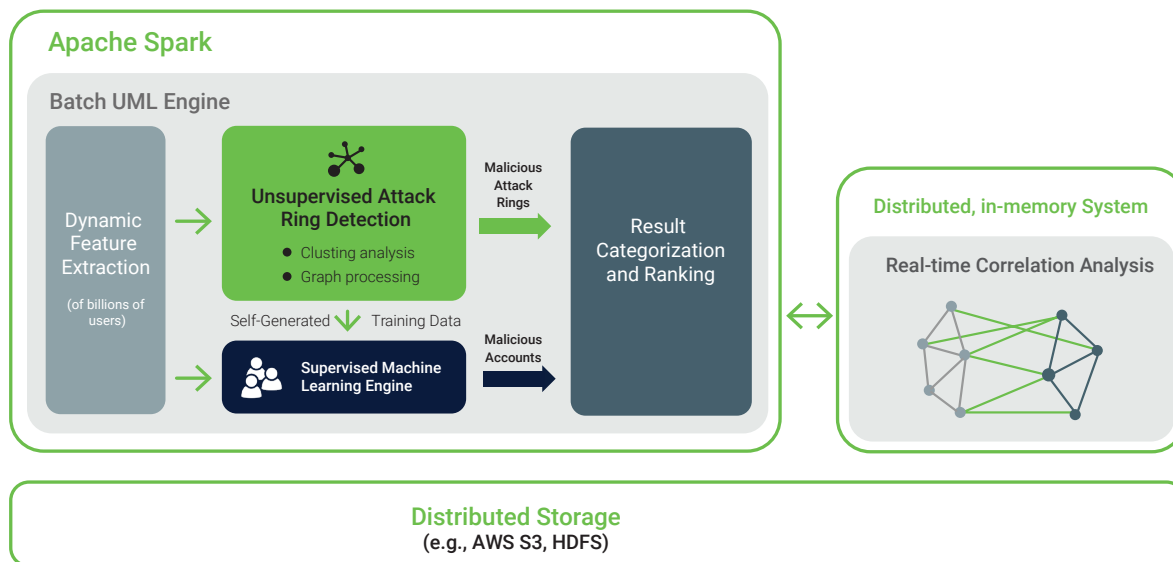 Apache Spark
Batch UML Engine
Dynamic
Feature
Extraction
(of billions of
users)
Unsupervised Attack
Ring Detection
Clusting analysis
Graph processing
Malicious
Attack
Rings
Self-Generated Training Data
Supervised Machine
Learning Engine
Malicious
Accounts
Result
Categorization
and Ranking
Distributed, in-memory System
Real-time Correlation Analysis
Distributed Storage
(e.g., AWS S3, HDFS)